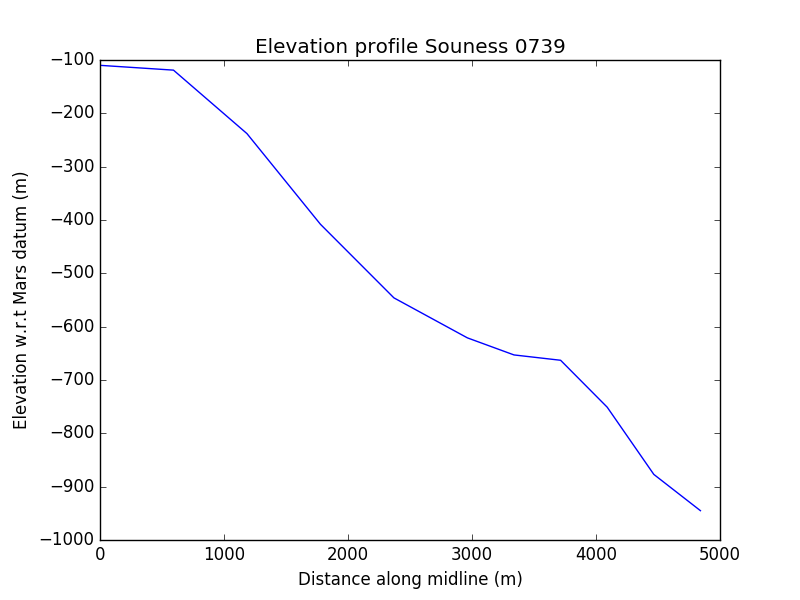 Elevation profile Souness 0739
−100
−200
−300
−400
−500
−600
−700
−800
−900
−1000
Elevation w.r.t Mars datum (m)
0 1000 2000 3000 4000 5000
Distance along midline (m)